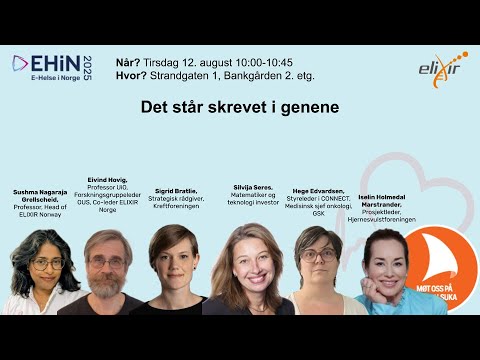 EHiN 2025
E-Helse i Norge
Når? Tirsdag 12. august 10:00-10:45
Hvor? Strandgaten 1, Bankgården 2. etg.
elixir
Det står skrevet i genene
Sushma Nagaraja
Grellscheid,
Professor, Head of
ELIXIR Norway
Eivind Hovig,
Professor UIO,
Forskningsgruppeleder
OUS, Co-leder ELIXIR
Norge
Sigrid Bratlie,
Strategisk rådgiver,
Kreftforeningen
Silvija Seres,
Matematiker og
teknologi investor
Hege Edvardsen,
Styreleder i CONNECT,
Medisinsk sjef onkologi,
GSK
Iselin Holmedal
Marstrander,
Prosjektleder,
Hjernesvulstforeningen
MØT OSS PÅ
SUKA